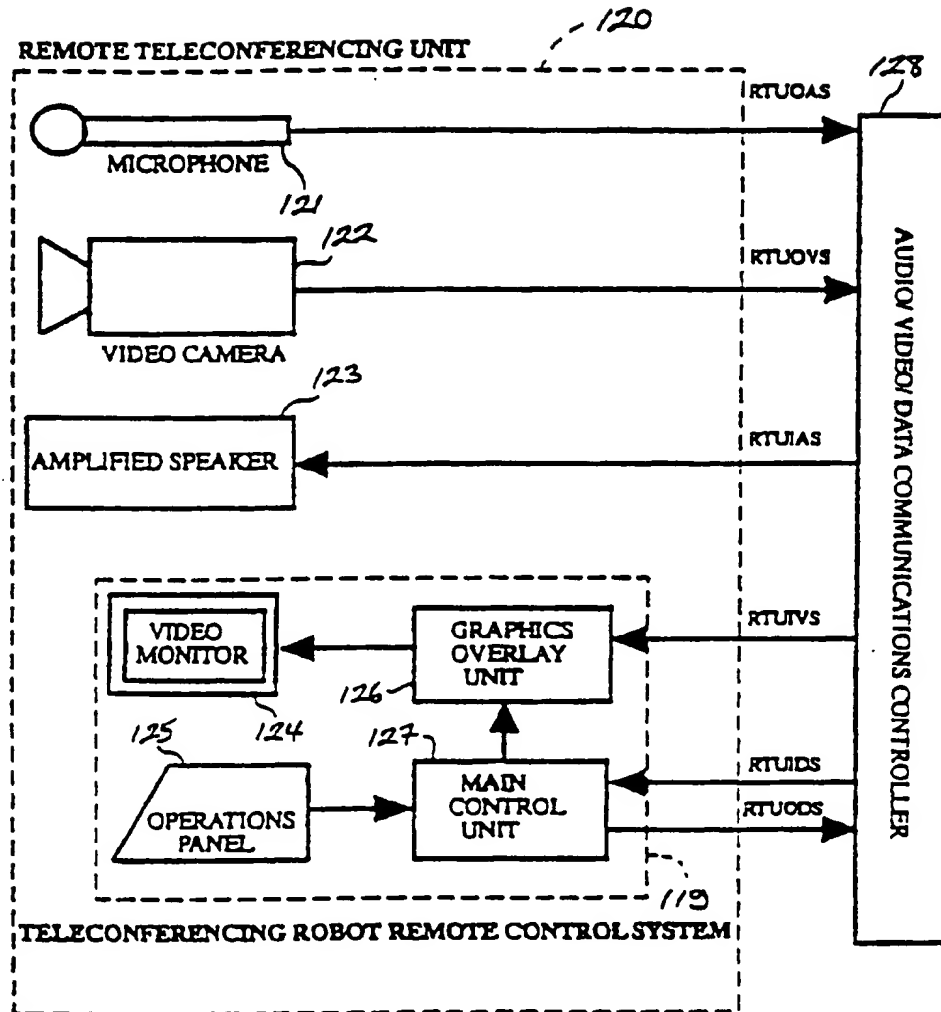 120
REMOTE TELECONFERENCING UNIT
128
RTUOAS
MICROPHONE
121
122
RTUOVS
VIDEO CAMERA
123
AMPLIFIED SPEAKER
RTUIAS
AUDIO/ VIDEO/ DATA COMMUNICATIONS CONTROLLER
VIDEO
MONITOR
124
GRAPHICS
OVERLAY
UNIT
126
RTUIVS
125
OPERATIONS
PANEL
127
MAIN
CONTROL
UNIT
RTUIDS
RTUODS
119
TELECONFERENCING ROBOT REMOTE CONTROL SYSTEM